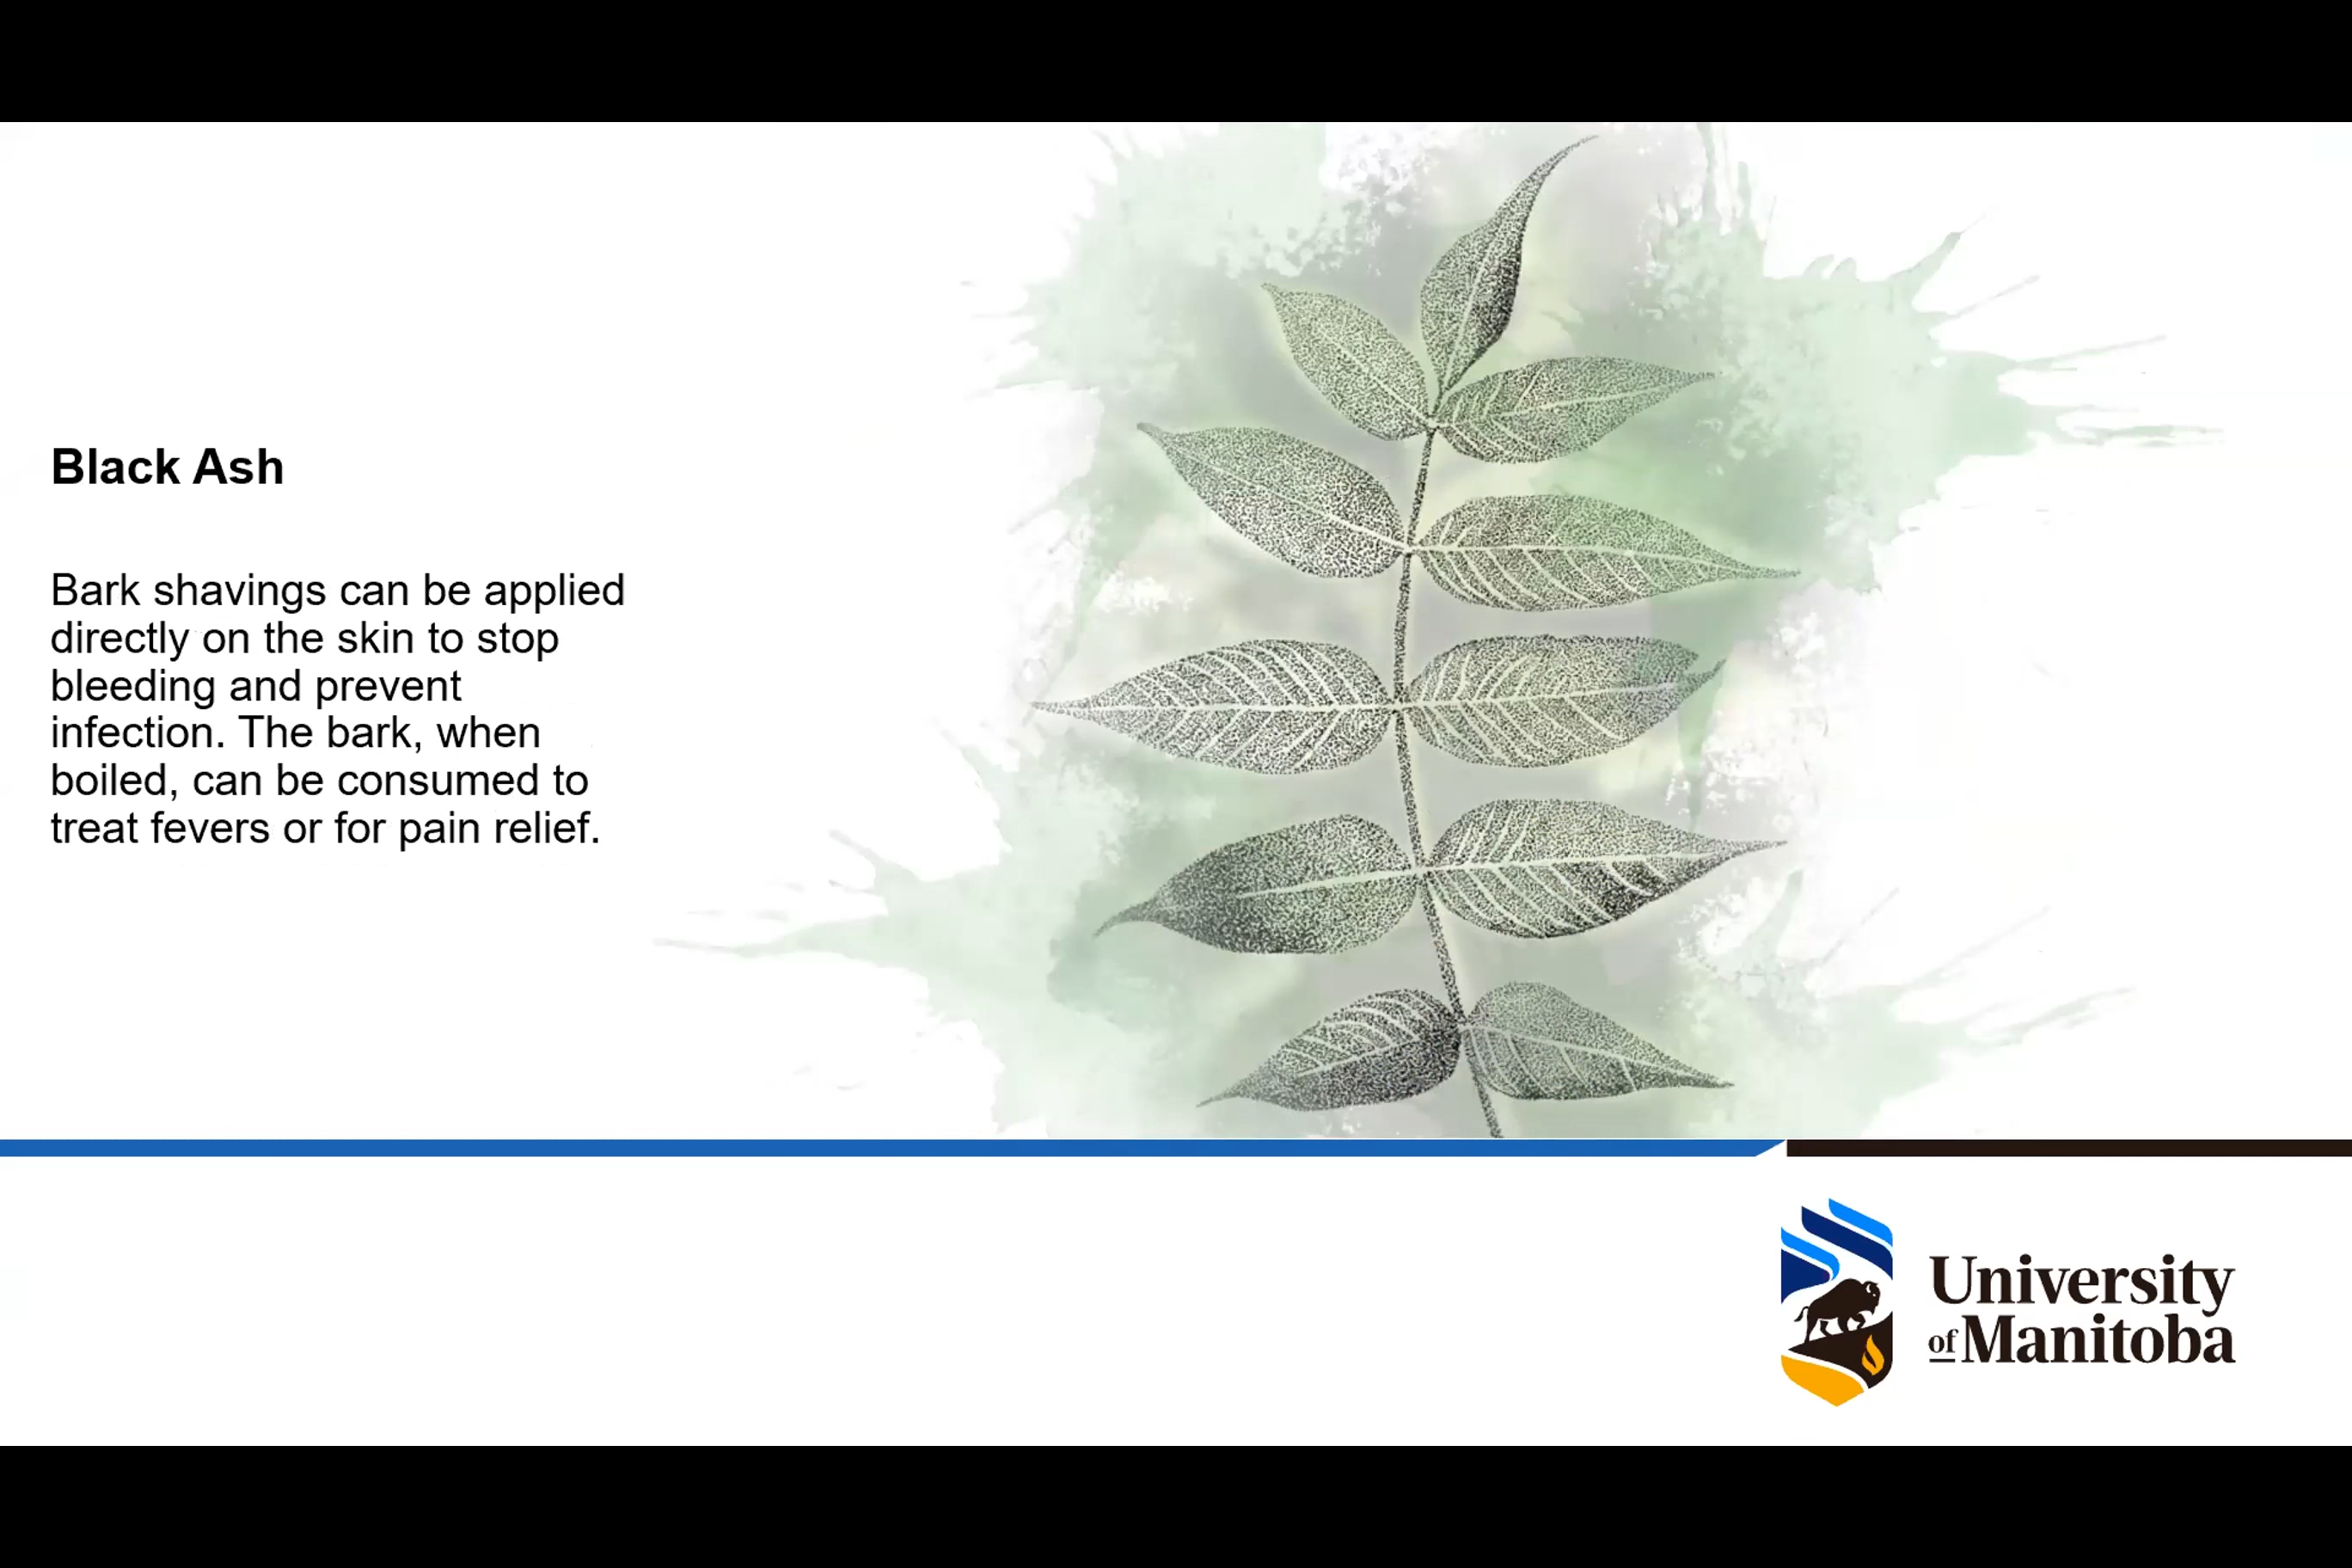 Black Ash
Bark shavings can be applied
directly on the skin to stop
bleeding and prevent
infection. The bark, when
boiled, can be consumed to
treat fevers or for pain relief.
University
of Manitoba